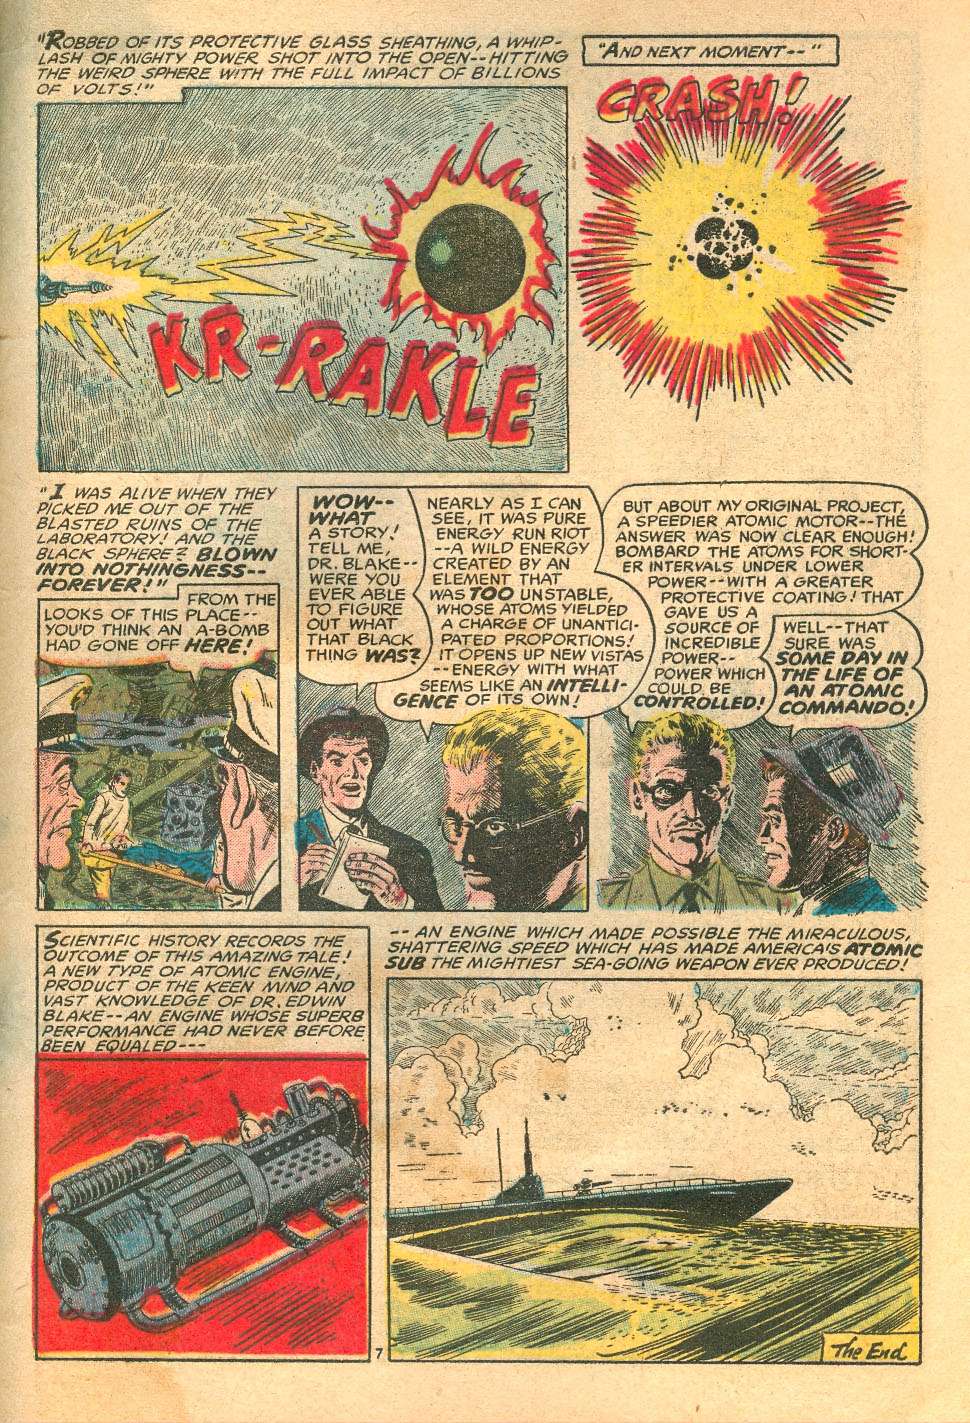 "ROBBED OF ITS PROTECTIVE GLASS SHEATHING, A WHIP-
LASH OF MIGHTY POWER SHOT INTO THE OPEN--HITTING
THE WEIRD SPHERE WITH THE FULL IMPACT OF BILLIONS
OF VOLTS!"
KR-RAKLE
"AND NEXT MOMENT--"
CRASH!
"I WAS ALIVE WHEN THEY
PICKED ME OUT OF THE
BLASTED RUINS OF THE
LABORATORY! AND THE
BLACK SPHERE? BLOWN
INTO NOTHINGNESS--
FOREVER!"
FROM THE
LOOKS OF THIS PLACE--
YOU'D THINK AN A-BOMB
HAD GONE OFF HERE!
WOW--
WHAT
A STORY!
TELL ME,
DR. BLAKE--
WERE YOU
EVER ABLE
TO FIGURE
OUT WHAT
THAT BLACK
THING WAS?
NEARLY AS I CAN
SEE, IT WAS PURE
ENERGY RUN RIOT
--A WILD ENERGY
CREATED BY AN
ELEMENT THAT
WAS TOO UNSTABLE,
WHOSE ATOMS YIELDED
A CHARGE OF UNANTICI-
PATED PROPORTIONS!
IT OPENS UP NEW VISTAS
--ENERGY WITH WHAT
SEEMS LIKE AN INTELLI-
GENCE OF ITS OWN!
BUT ABOUT MY ORIGINAL PROJECT,
A SPEEDIER ATOMIC MOTOR--THE
ANSWER WAS NOW CLEAR ENOUGH!
BOMBARD THE ATOMS FOR SHORT-
ER INTERVALS UNDER LOWER
POWER--WITH A GREATER
PROTECTIVE COATING! THAT
GAVE US A
SOURCE OF
INCREDIBLE
POWER--
POWER WHICH
COULD BE
CONTROLLED!
WELL--THAT
SURE WAS
SOME DAY IN
THE LIFE OF
AN ATOMIC
COMMANDO!
SCIENTIFIC HISTORY RECORDS THE
OUTCOME OF THIS AMAZING TALE!
A NEW TYPE OF ATOMIC ENGINE,
PRODUCT OF THE KEEN MIND AND
VAST KNOWLEDGE OF DR. EDWIN
BLAKE--AN ENGINE WHOSE SUPERB
PERFORMANCE HAD NEVER BEFORE
BEEN EQUALED---
-- AN ENGINE WHICH MADE POSSIBLE THE MIRACULOUS,
SHATTERING SPEED WHICH HAS MADE AMERICA'S ATOMIC
SUB THE MIGHTIEST SEA-GOING WEAPON EVER PRODUCED!
7
The End